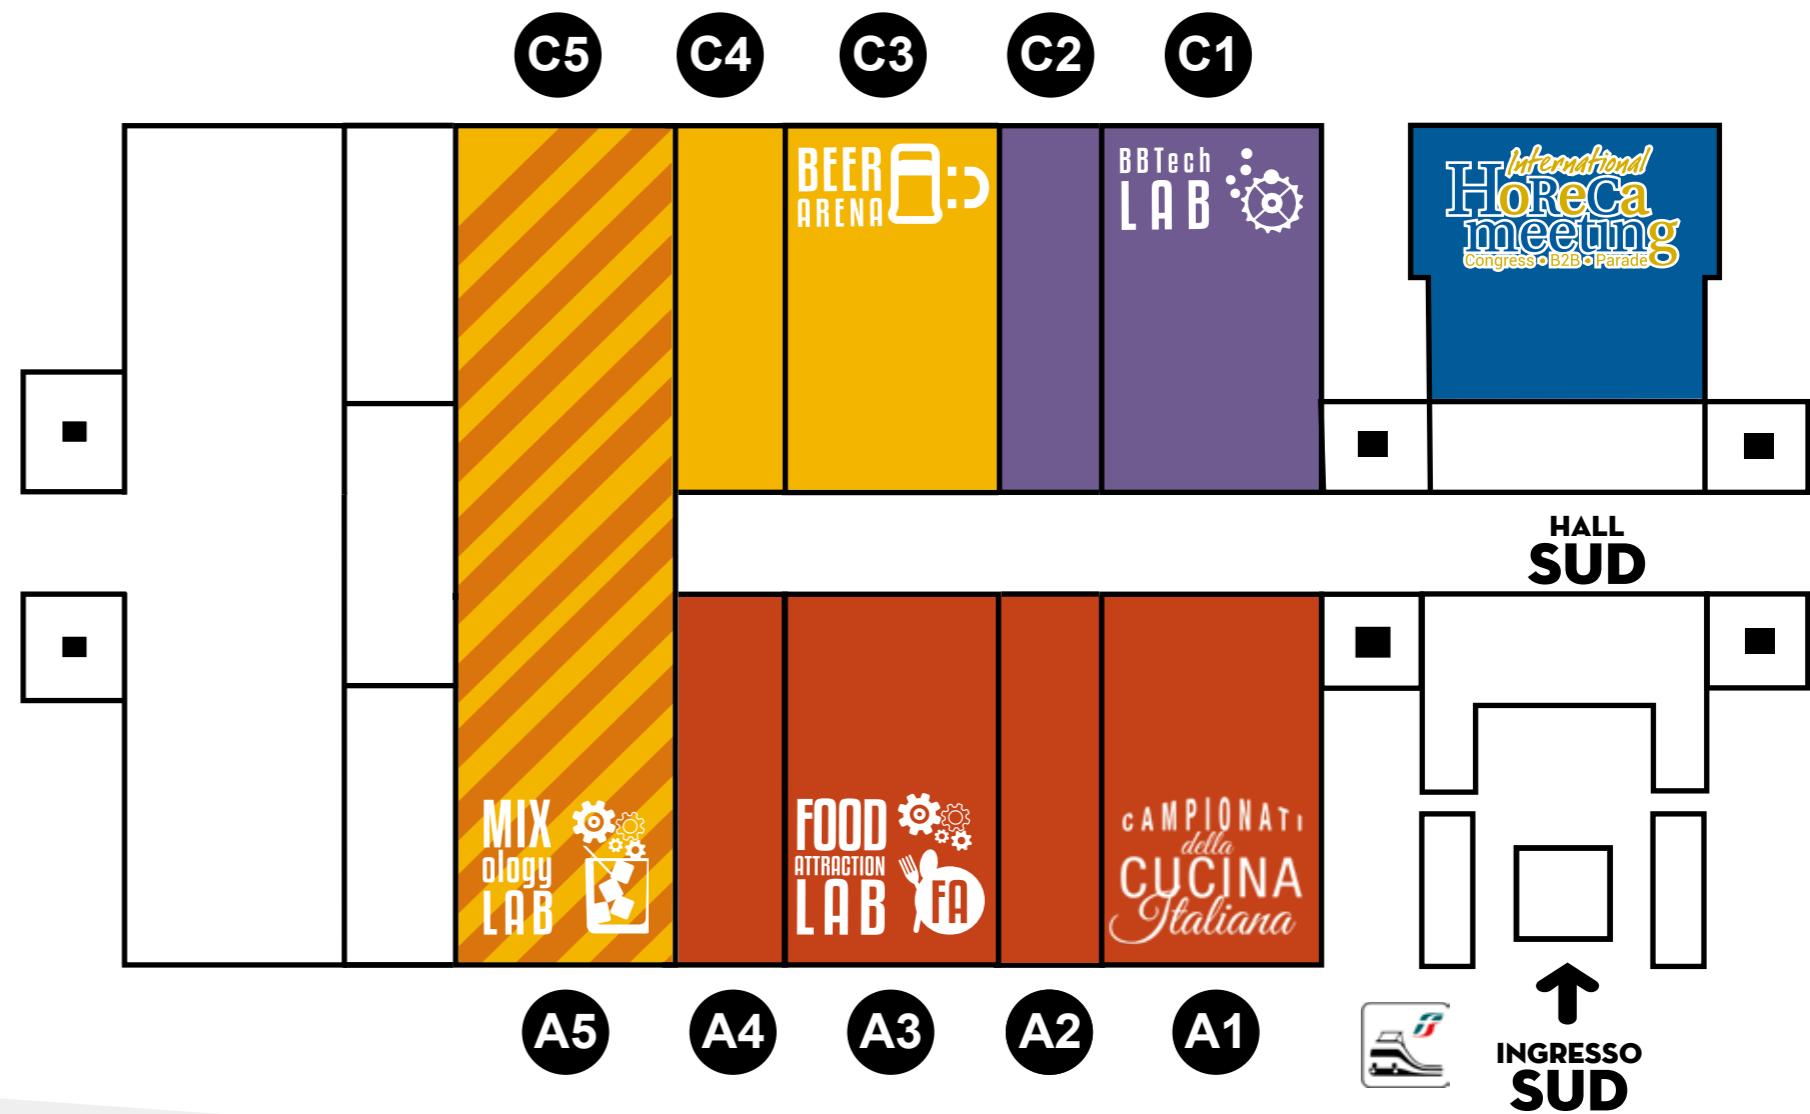 C5
C4
C3
C2
C1
BEER
ARENA
BBTech
LAB
International
HoReCa
meeting
Congress • B2B • Parade
HALL
SUD
MIX
ology
LAB
FOOD
ATTRACTION
LAB
FA
CAMPIONATI
della
CUCINA
Italiana
A5
A4
A3
A2
A1
INGRESSO
SUD